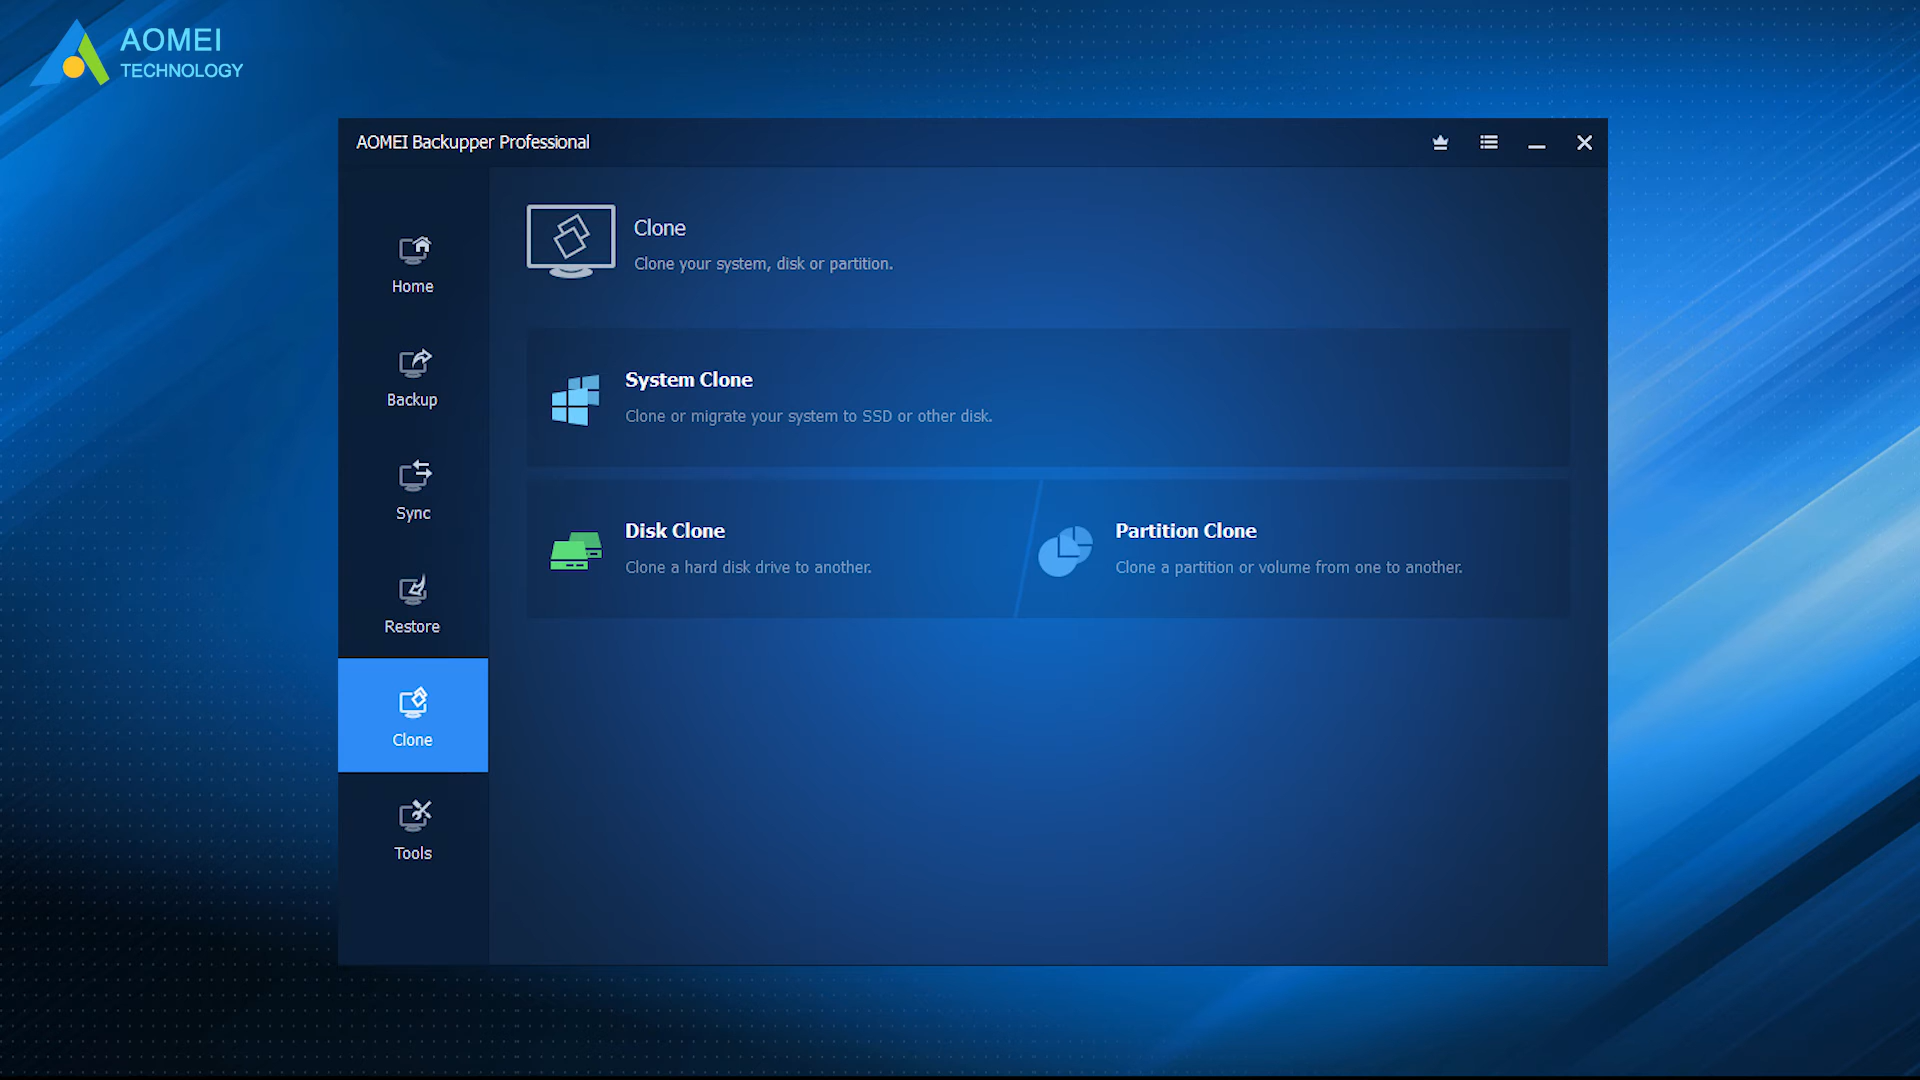 AOMEI
TECHNOLOGY
AOMEI Backupper Professional
Home
Backup
Sync
Restore
Clone
Tools
Clone
Clone your system, disk or partition.
System Clone
Clone or migrate your system to SSD or other disk.
Disk Clone
Clone a hard disk drive to another.
Partition Clone
Clone a partition or volume from one to another.